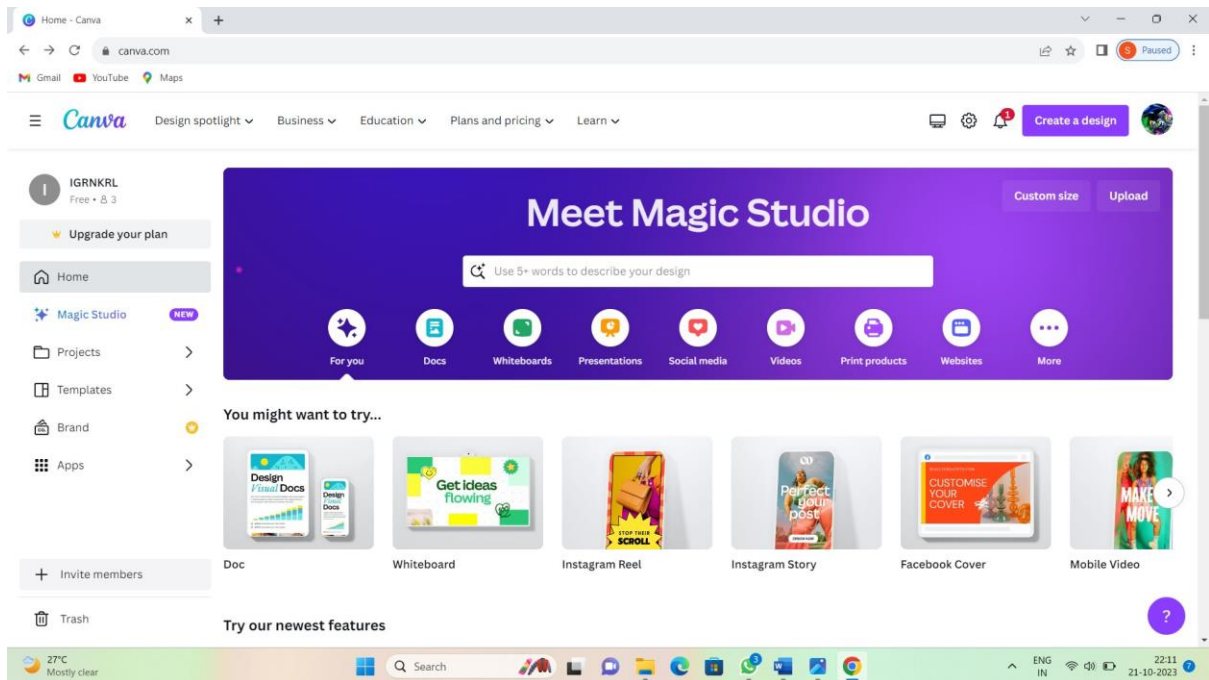 Home - Canva
canva.com
Paused
Gmail YouTube Maps
Canva
Design spotlight Business Education Plans and pricing Learn
1
Create a design
I
IGRNKRL
Free • 3
Upgrade your plan
Home
Magic Studio NEW
Projects
Templates
Brand
Apps
Invite members
Trash
Meet Magic Studio
Custom size Upload
Use 5+ words to describe your design
For you Docs Whiteboards Presentations Social media Videos Print products Websites More
You might want to try...
Design
Visual Docs
Design
Docs
Get ideas
flowing
STOP THEIR
SCROLL
Perfect
your
post
CUSTOMISE
YOUR
COVER
MAKE
MOVE
Doc Whiteboard Instagram Reel Instagram Story Facebook Cover Mobile Video
Try our newest features
?
27°C
Mostly clear
Search
3
ENG
IN
22:11
21-10-2023
7